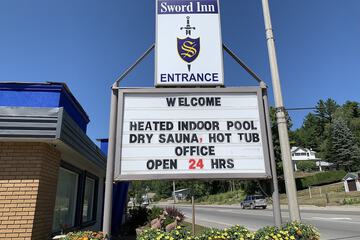 Sword Inn
S
ENTRANCE
WELCOME
HEATED INDOOR POOL
DRY SAUNA, HOT TUB
OFFICE
OPEN 24 HRS